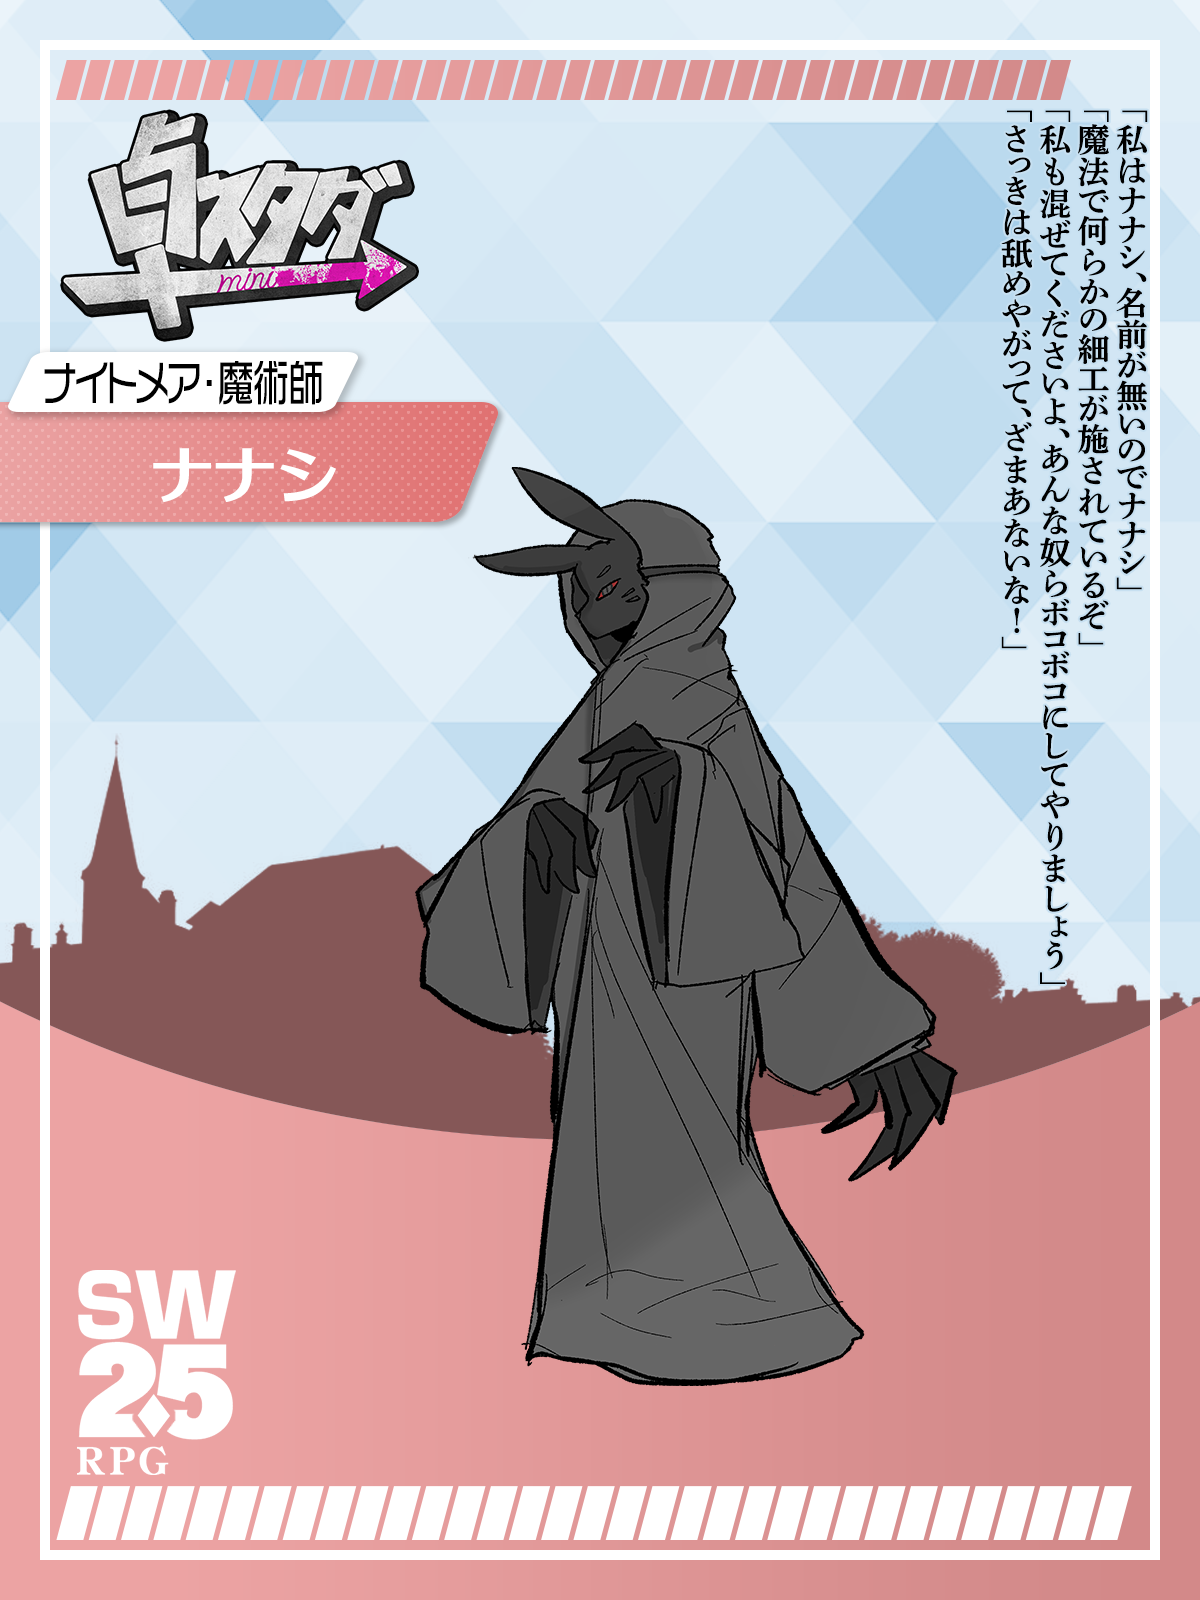 卓スタダ
mini
ナイトメア・魔術師
ナナシ
「私はナナシ、名前が無いのでナナシ」
「魔法で何らかの細工が施されているぞ」
「私も混ぜてくださいよ、あんな奴らボコボコにしてやりましょう」
「さっきは舐めやがって、ざまあないな！」
SW
2.5
RPG